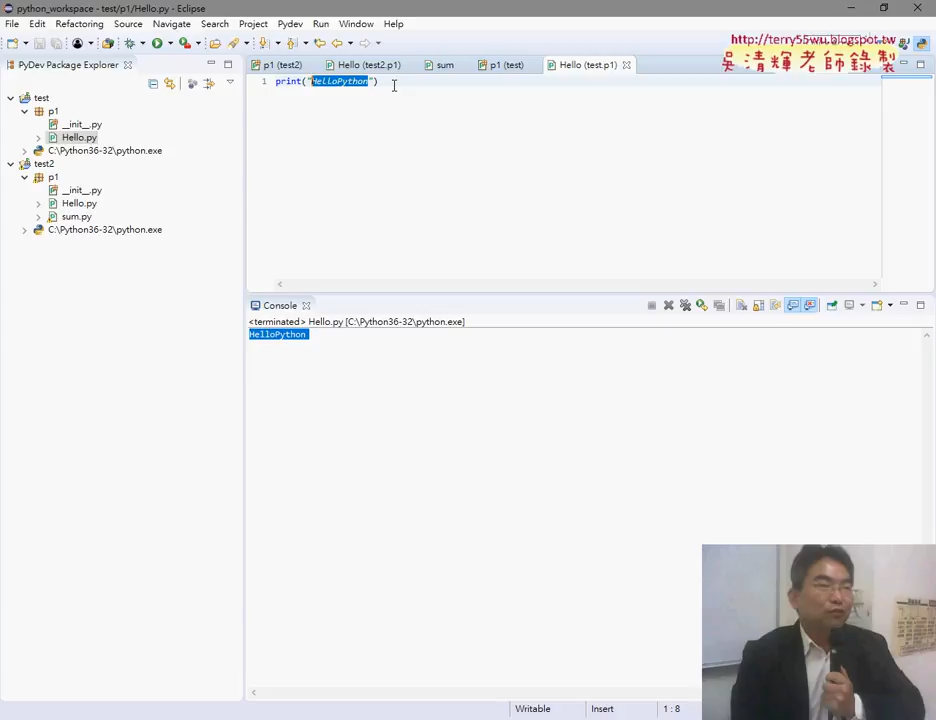 python_workspace - test/p1/Hello.py - Eclipse
File Edit Refactoring Source Navigate Search Project Pydev Run Window Help
http://terry55wu.blogspot.tw
吳清輝老師錄製
PyDev Package Explorer
p1 (test2) Hello (test2.p1) sum p1 (test) Hello (test.p1)
1 print("HelloPython")
test
p1
__init__.py
Hello.py
C:\Python36-32\python.exe
test2
p1
__init__.py
Hello.py
sum.py
C:\Python36-32\python.exe
Console
<terminated> Hello.py [C:\Python36-32\python.exe]
HelloPython
Writable Insert 1 : 8